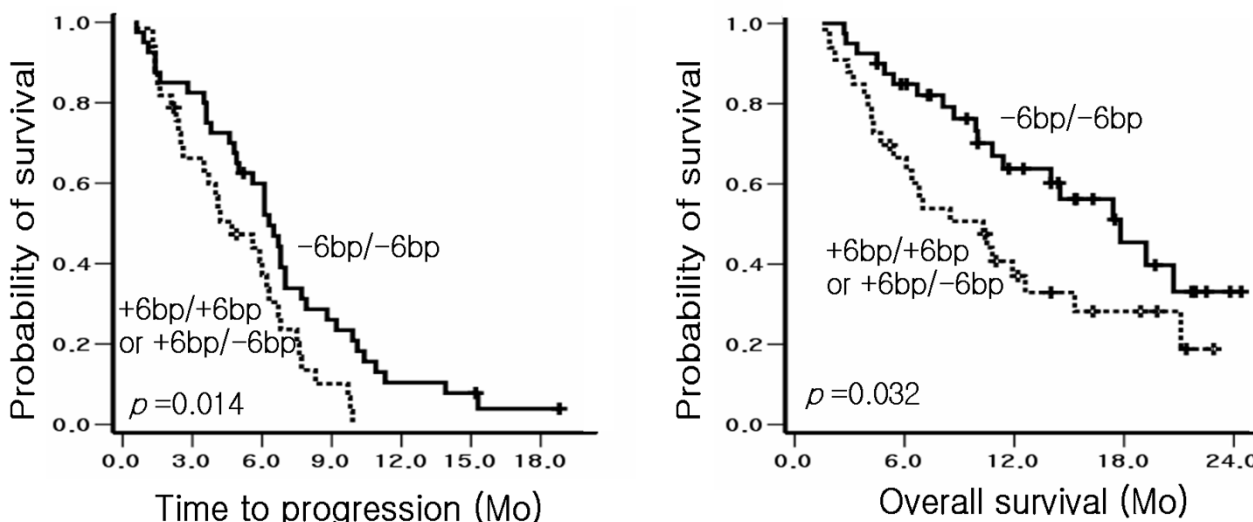 Probability of survival
1.0
0.8
0.6
0.4
0.2
0.0
-6bp/-6bp
+6bp/+6bp
or +6bp/-6bp
p=0.014
0.0 3.0 6.0 9.0 12.0 15.0 18.0
Time to progression (Mo)
Probability of survival
1.0
0.8
0.6
0.4
0.2
0.0
-6bp/-6bp
+6bp/+6bp
or +6bp/-6bp
p=0.032
0.0 6.0 12.0 18.0 24.0
Overall survival (Mo)